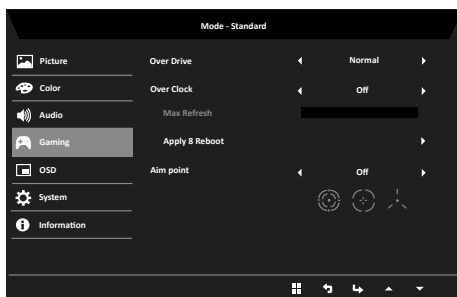 Mode - Standard
Picture
Color
Audio
Gaming
OSD
System
Information
Over Drive Normal
Over Clock Off
Max Refresh
Apply 8 Reboot
Aim point Off